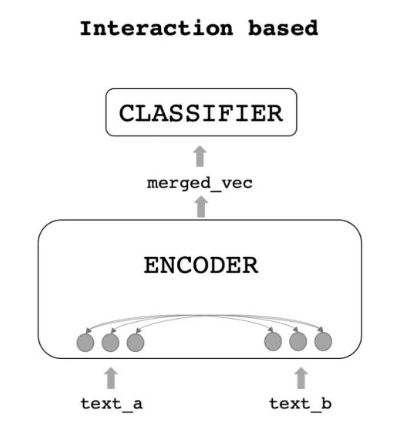 Interaction based
CLASSIFIER
merged_vec
ENCODER
text_a text_b